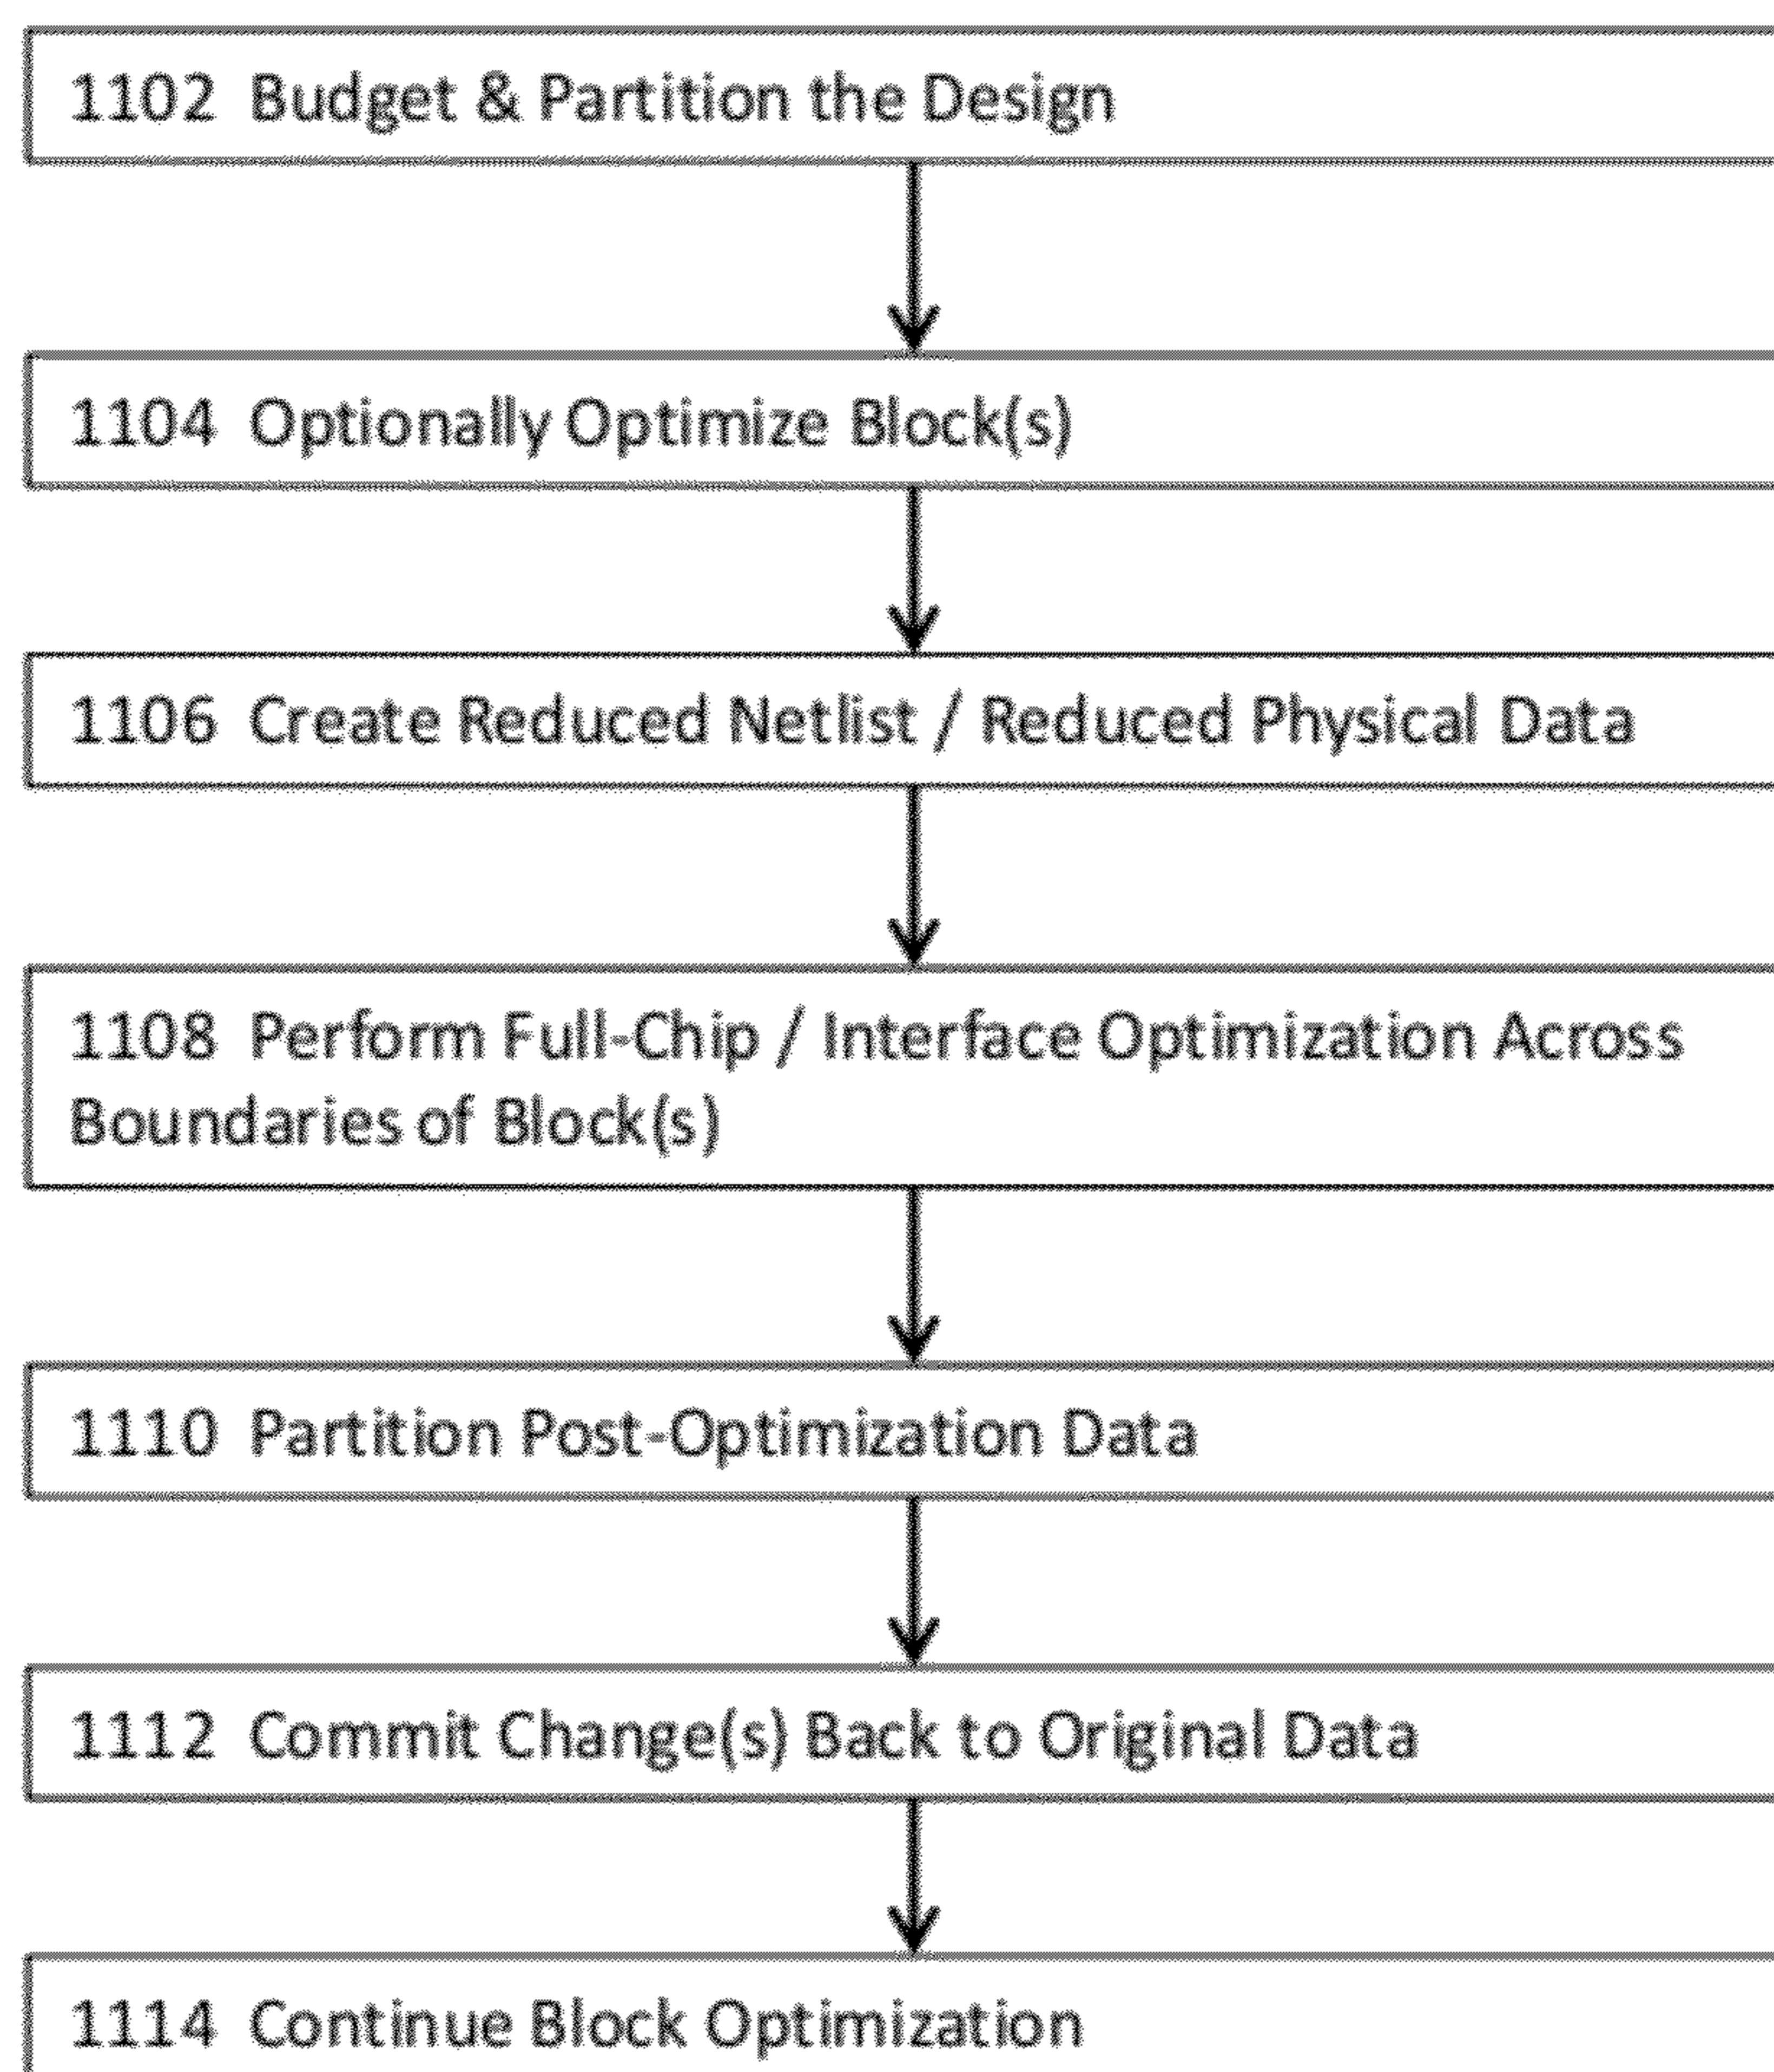 1102 Budget & Partition the Design
1104 Optionally Optimize Block(s)
1106 Create Reduced Netlist / Reduced Physical Data
1108 Perform Full-Chip / Interface Optimization Across
Boundaries of Block(s)
1110 Partition Post-Optimization Data
1112 Commit Change(s) Back to Original Data
1114 Continue Block Optimization